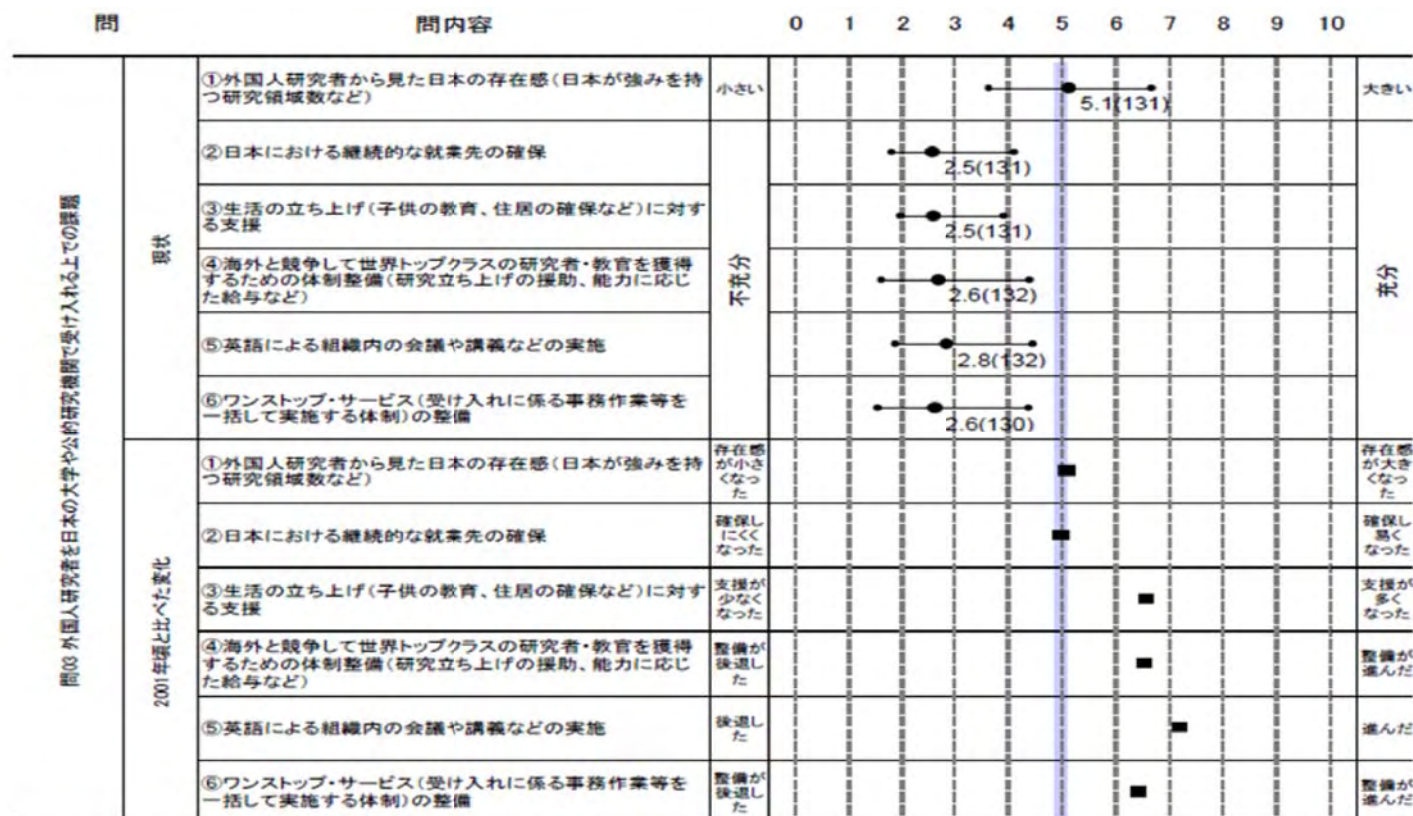 問 問内容 0 1 2 3 4 5 6 7 8 9 10
問03 外国人研究者を日本の大学や公的研究機関で受け入れる上での課題
現状
①外国人研究者から見た日本の存在感(日本が強みを持
つ研究領域数など)
小さい
5.1(131)
大きい
②日本における継続的な就業先の確保
2.5(131)
③生活の立ち上げ(子供の教育、住居の確保など)に対す
る支援
2.5(131)
④海外と競争して世界トップクラスの研究者・教官を獲得
するための体制整備(研究立ち上げの援助、能力に応じ
た給与など)
不充分
2.6(132)
充分
⑤英語による組織内の会議や講義などの実施
2.8(132)
⑥ワンストップ・サービス(受け入れに係る事務作業等を
一括して実施する体制)の整備
2.6(130)
2001年頃と比べた変化
①外国人研究者から見た日本の存在感(日本が強みを持
つ研究領域数など)
存在感
が小さ
くなっ
た
存在感
が大き
くなっ
た
②日本における継続的な就業先の確保
確保し
にくく
なった
確保し
易く
なった
③生活の立ち上げ(子供の教育、住居の確保など)に対す
る支援
支援が
少なく
なった
支援が
多く
なった
④海外と競争して世界トップクラスの研究者・教官を獲得
するための体制整備(研究立ち上げの援助、能力に応じ
た給与など)
整備が
後退し
た
整備が
進んだ
⑤英語による組織内の会議や講義などの実施
後退し
た
進んだ
⑥ワンストップ・サービス(受け入れに係る事務作業等を
一括して実施する体制)の整備
整備が
後退し
た
整備が
進んだ